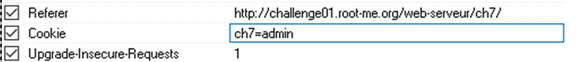 Referer http://challenge01.root-me.org/web-serveur/ch7/
Cookie ch7=admin
Upgrade-Insecure-Requests 1